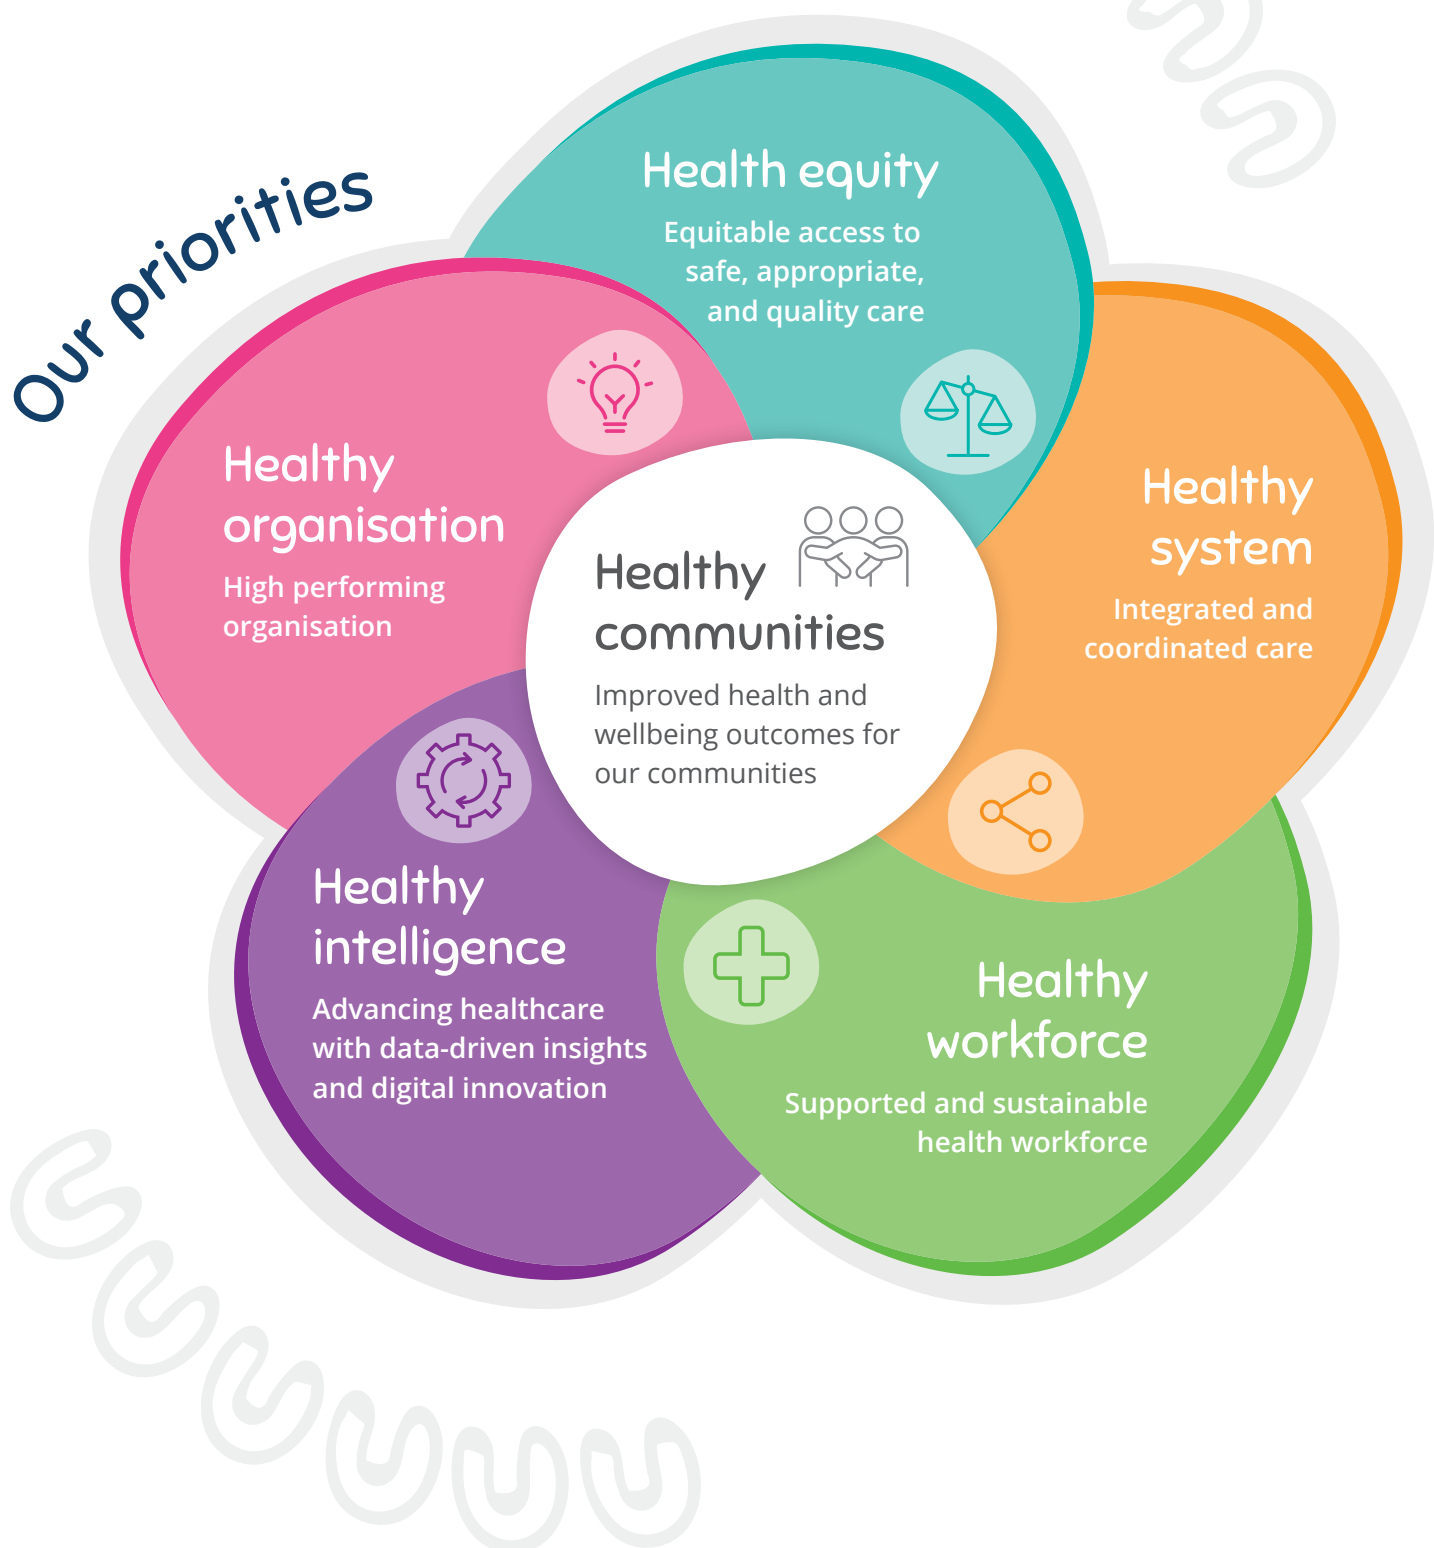 Our priorities
Health equity
Equitable access to
safe, appropriate,
and quality care
Healthy
system
Integrated and
coordinated care
Healthy
workforce
Supported and sustainable
health workforce
Healthy
intelligence
Advancing healthcare
with data-driven insights
and digital innovation
Healthy
organisation
High performing
organisation
Healthy
communities
Improved health and
wellbeing outcomes for
our communities